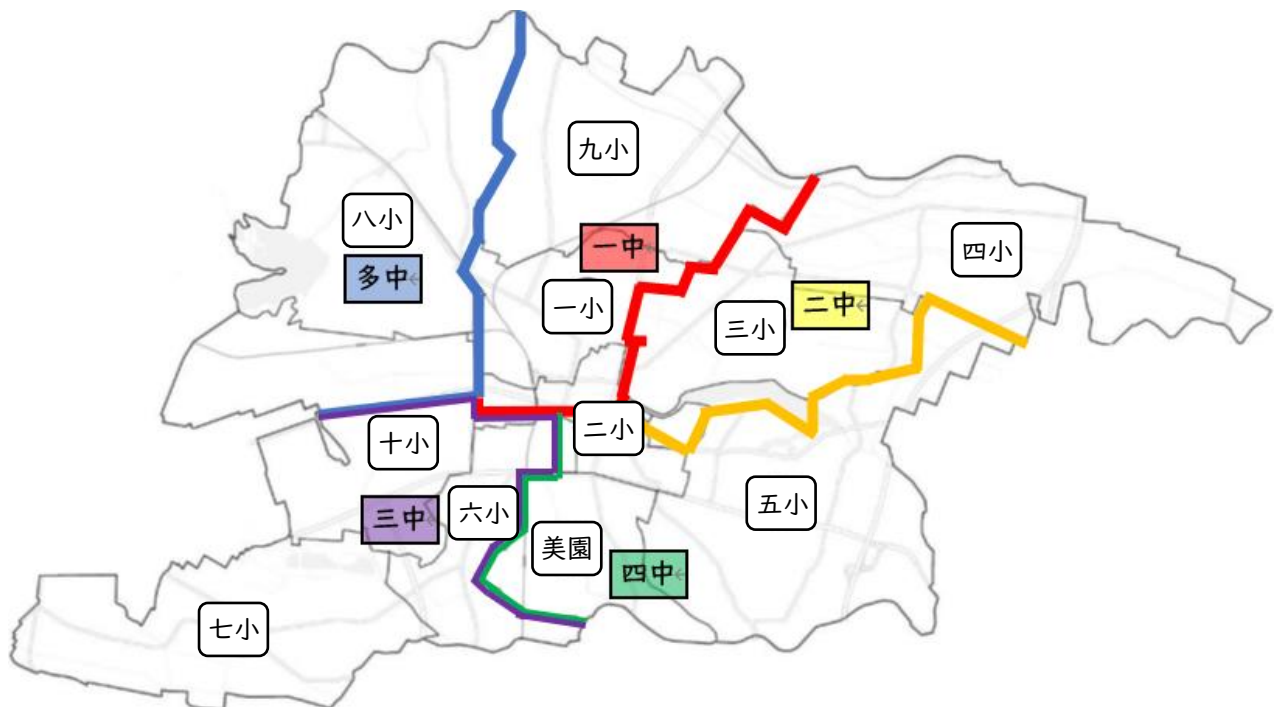 九小
八小
一中
四小
多中
一小
二中
三小
二小
十小
五小
六小
三中
美園
四中
七小